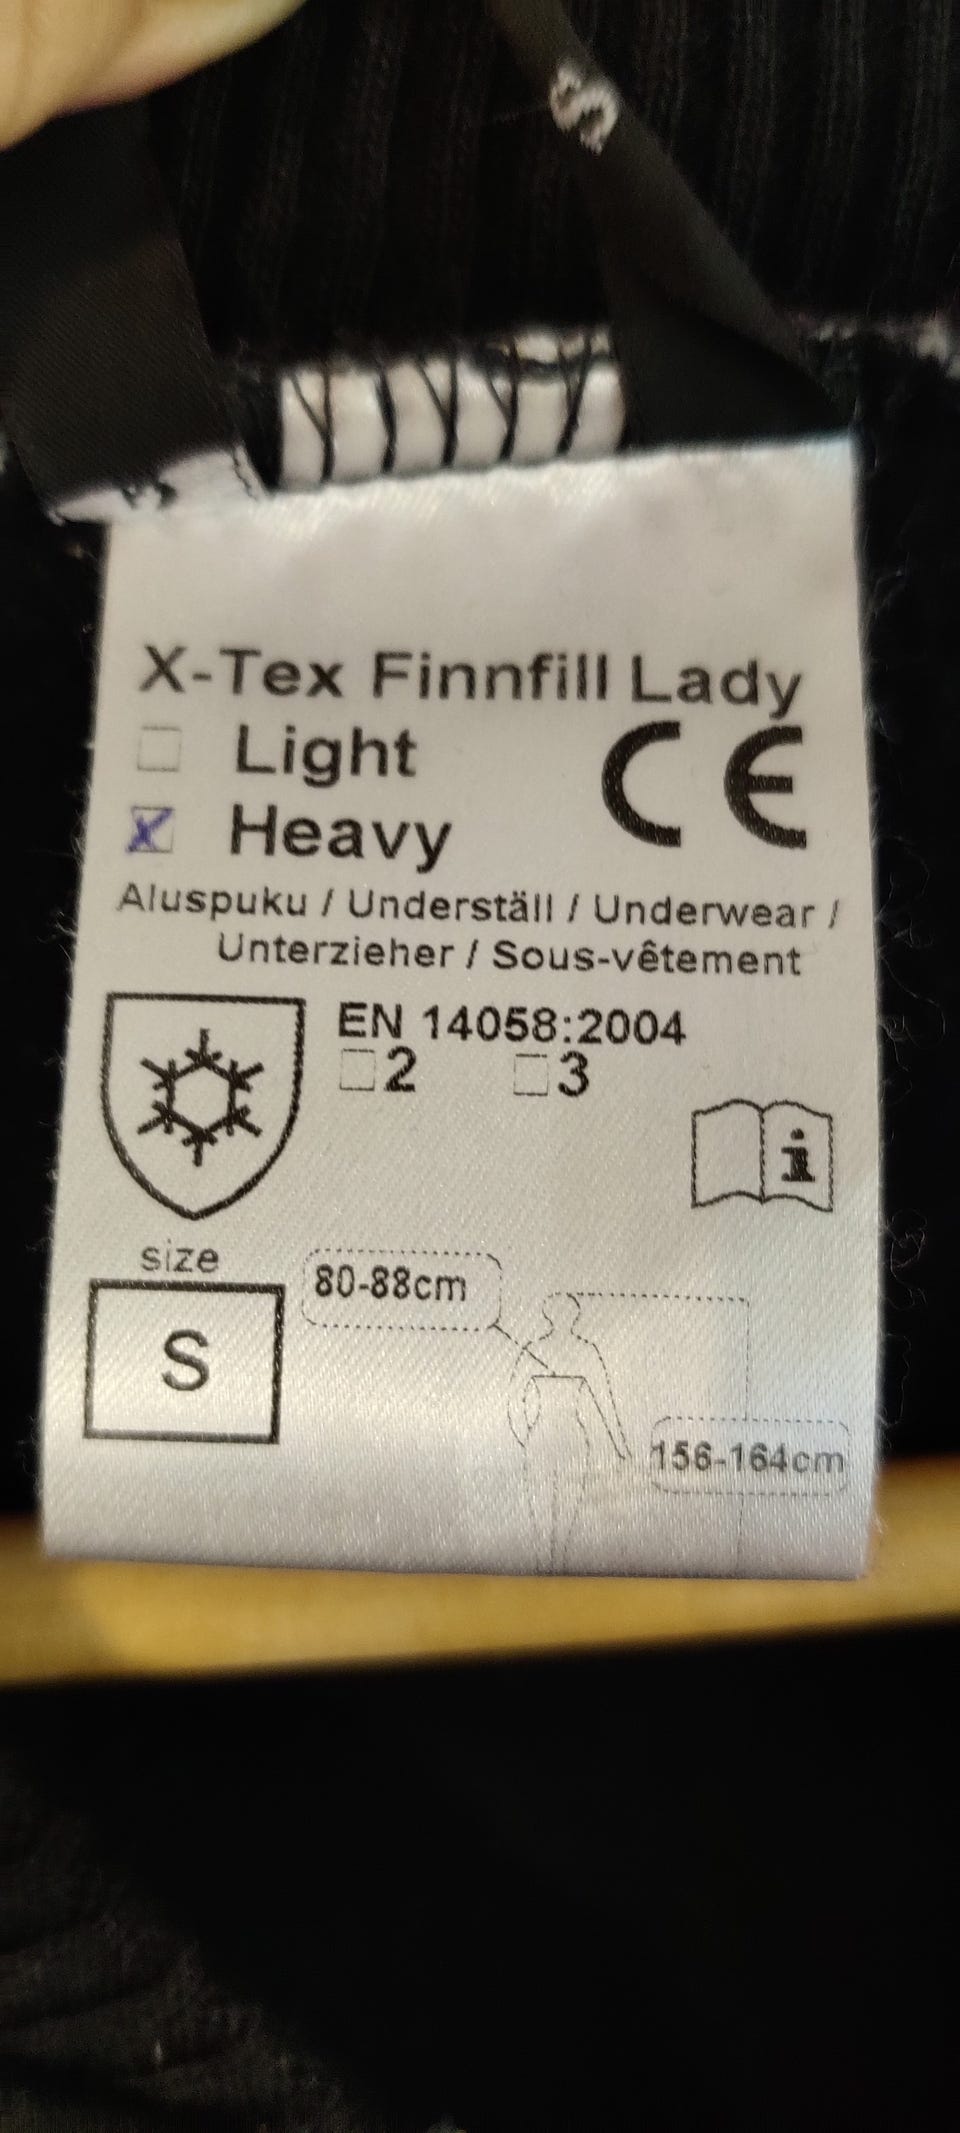 S
X-Tex Finnfill Lady
Light
Heavy
CE
Aluspuku / Underställ / Underwear /
Unterzieher / Sous-vêtement
EN 14058:2004
2 3
i
size
S
80-88cm
156-164cm